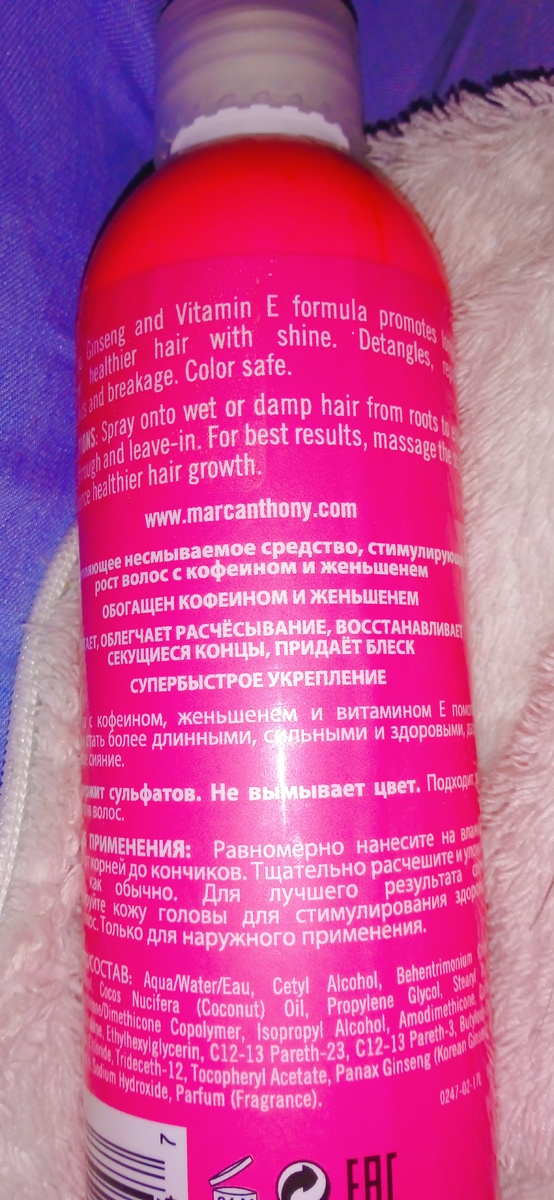 Ginseng and Vitamin E formula promotes
healthier hair with shine. Detangles,
and breakage. Color safe.
Spray onto wet or damp hair from roots to
and leave-in. For best results, massage the
healthier hair growth.
www.marcanthony.com
несмываемое средство,
рост волос с кофеином и женьшенем
ОБОГАЩЕН КОФЕИНОМ И ЖЕНЬШЕНЕМ
ОБЛЕГЧАЕТ РАСЧЁСЫВАНИЕ, ВОССТАНАВЛИВАЕТ
СЕКУЩИЕСЯ КОНЦЫ, ПРИДАЁТ БЛЕСК
СУПЕРБЫСТРОЕ УКРЕПЛЕНИЕ
с кофеином, женьшенем и витамином Е
более длинными, сильными и здоровыми,
сияние.
сульфатов. Не вымывает цвет.
волос.
ПРИМЕНЕНИЯ: Равномерно нанесите на
корней до кончиков. Тщательно расчешите и
как обычно. Для лучшего результата
кожу головы для стимулирования
Только для наружного применения.
СОСТАВ: Aqua/Water/Eau, Cetyl Alcohol, Behentrimonium
Cocos Nucifera (Coconut) Oil, Propylene Glycol,
Copolymer, Isopropyl Alcohol, Amodimethicone,
Ethylhexylglycerin, C12-13 Pareth-23, C12-13 Pareth-3,
Trideceth-12, Tocopheryl Acetate, Panax Ginseng (Korean
Sodium Hydroxide, Parfum (Fragrance).
7
EAC